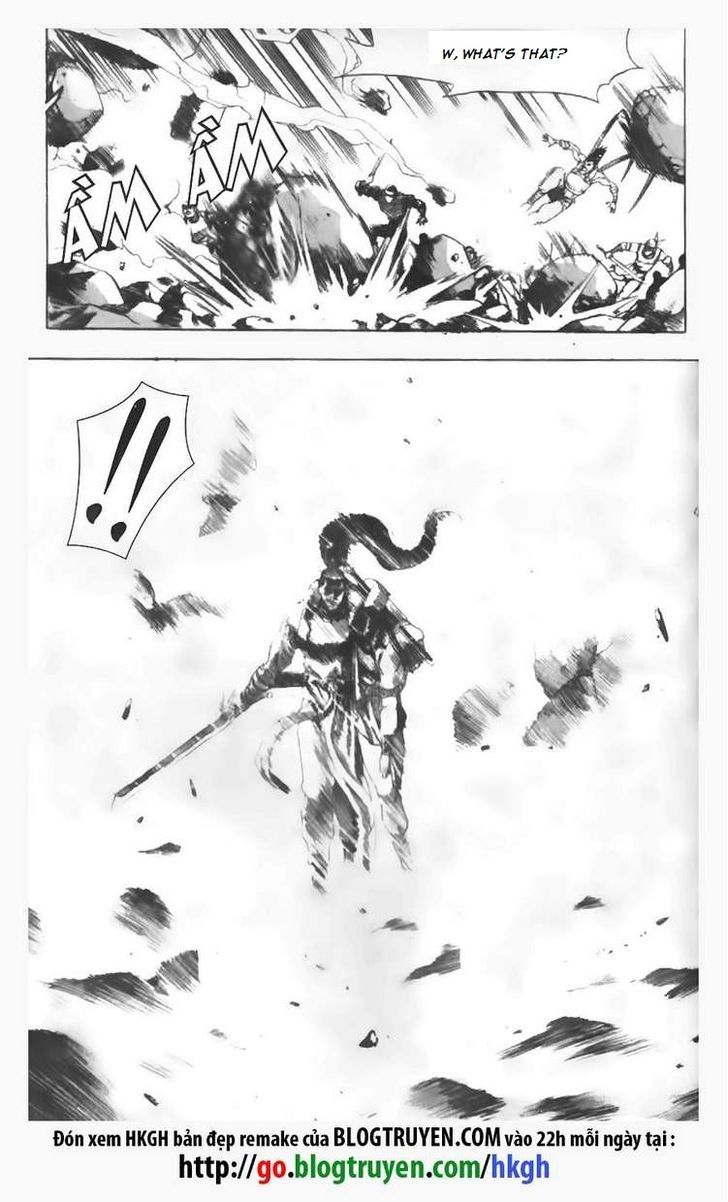 W, WHAT'S THAT?
ẦM ẦM
!!
Đón xem HKGH bản đẹp remake của BLOGTRUYEN.COM vào 22h mỗi ngày tại :
http://go.blogtruyen.com/hkgh